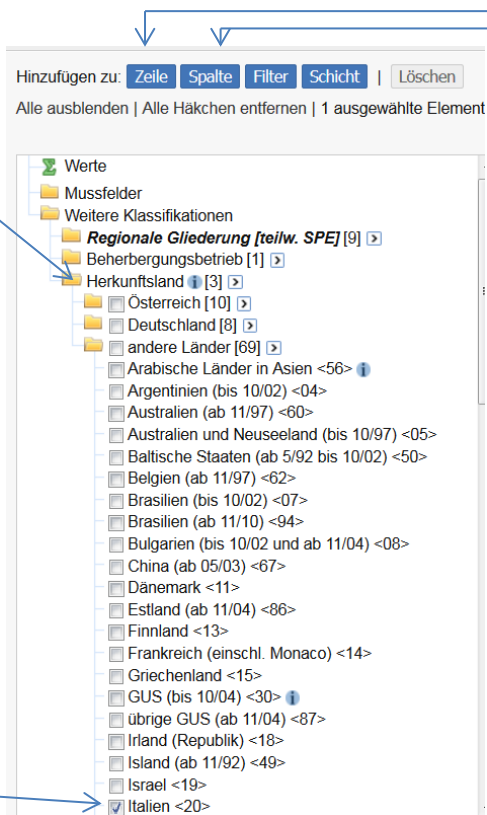 Hinzufügen zu: Zeile Spalte Filter Schicht | Löschen
Alle ausblenden | Alle Häkchen entfernen | 1 ausgewählte Element
Werte
Mussfelder
Weitere Klassifikationen
Regionale Gliederung [teilw. SPE] [9]
Beherbergungsbetrieb [1]
Herkunftsland [3]
Österreich [10]
Deutschland [8]
andere Länder [69]
Arabische Länder in Asien <56>
Argentinien (bis 10/02) <04>
Australien (ab 11/97) <60>
Australien und Neuseeland (bis 10/97) <05>
Baltische Staaten (ab 5/92 bis 10/02) <50>
Belgien (ab 11/97) <62>
Brasilien (bis 10/02) <07>
Brasilien (ab 11/10) <94>
Bulgarien (bis 10/02 und ab 11/04) <08>
China (ab 05/03) <67>
Dänemark <11>
Estland (ab 11/04) <86>
Finnland <13>
Frankreich (einschl. Monaco) <14>
Griechenland <15>
GUS (bis 10/04) <30>
übrige GUS (ab 11/04) <87>
Irland (Republik) <18>
Island (ab 11/92) <49>
Israel <19>
Italien <20>